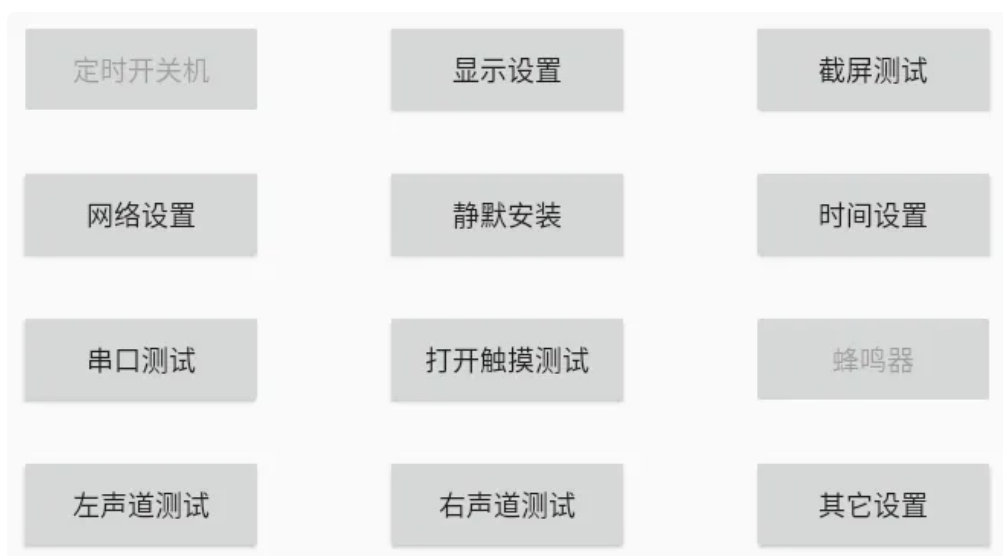 定时开关机
显示设置
截屏测试
网络设置
静默安装
时间设置
串口测试
打开触摸测试
蜂鸣器
左声道测试
右声道测试
其它设置